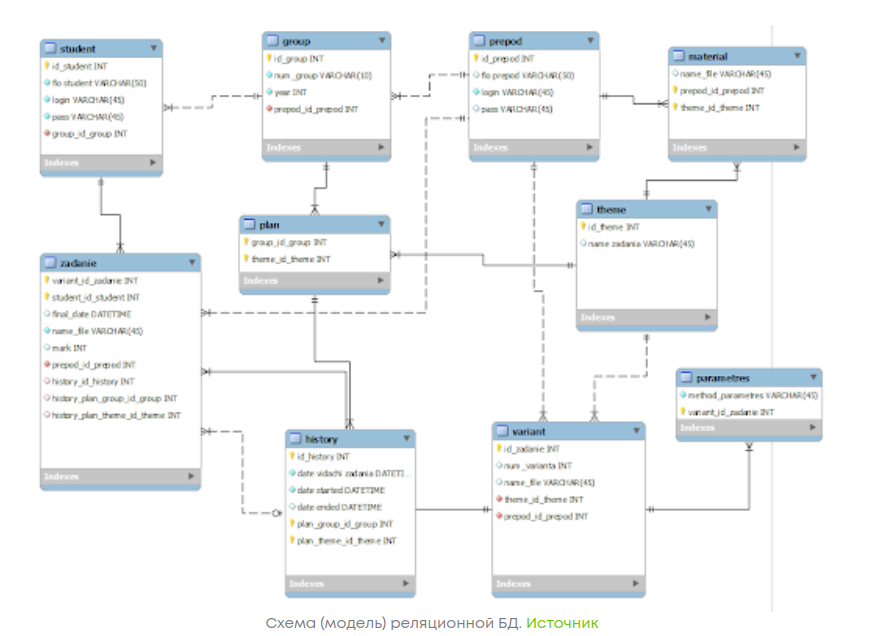 student
id_student INT
fio student VARCHAR(50)
login VARCHAR(45)
pass VARCHAR(45)
group_id_group INT
Indexes
group
id_group INT
num_group VARCHAR(10)
year INT
prepod_id_prepod INT
Indexes
prepod
id_prepod INT
fio prepod VARCHAR(50)
login VARCHAR(45)
pass VARCHAR(45)
Indexes
material
name_file VARCHAR(45)
prepod_id_prepod INT
theme_id_theme INT
Indexes
plan
group_id_group INT
theme_id_theme INT
Indexes
theme
id_theme INT
name zadania VARCHAR(45)
Indexes
zadanie
variant_id_zadanie INT
student_id_student INT
final_date DATETIME
name_file VARCHAR(45)
mark INT
prepod_id_prepod INT
history_id_history INT
history_plan_group_id_group INT
history_plan_theme_id_theme INT
Indexes
history
id_history INT
date vidachi zadania DATETI...
date started DATETIME
date ended DATETIME
plan_group_id_group INT
plan_theme_id_theme INT
Indexes
variant
id_zadanie INT
num_varianta INT
name_file VARCHAR(45)
theme_id_theme INT
prepod_id_prepod INT
Indexes
parametres
method_parametres VARCHAR(45)
variant_id_zadanie INT
Indexes
Схема (модель) реляционной БД. Источник